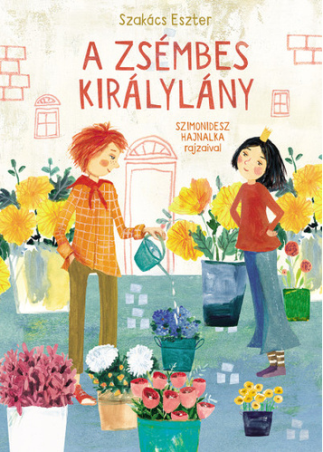 Szakács Eszter
A ZSÉMBES
KIRÁLYLÁNY
SZIMONIDESZ
HAJNALKA
rajzaival